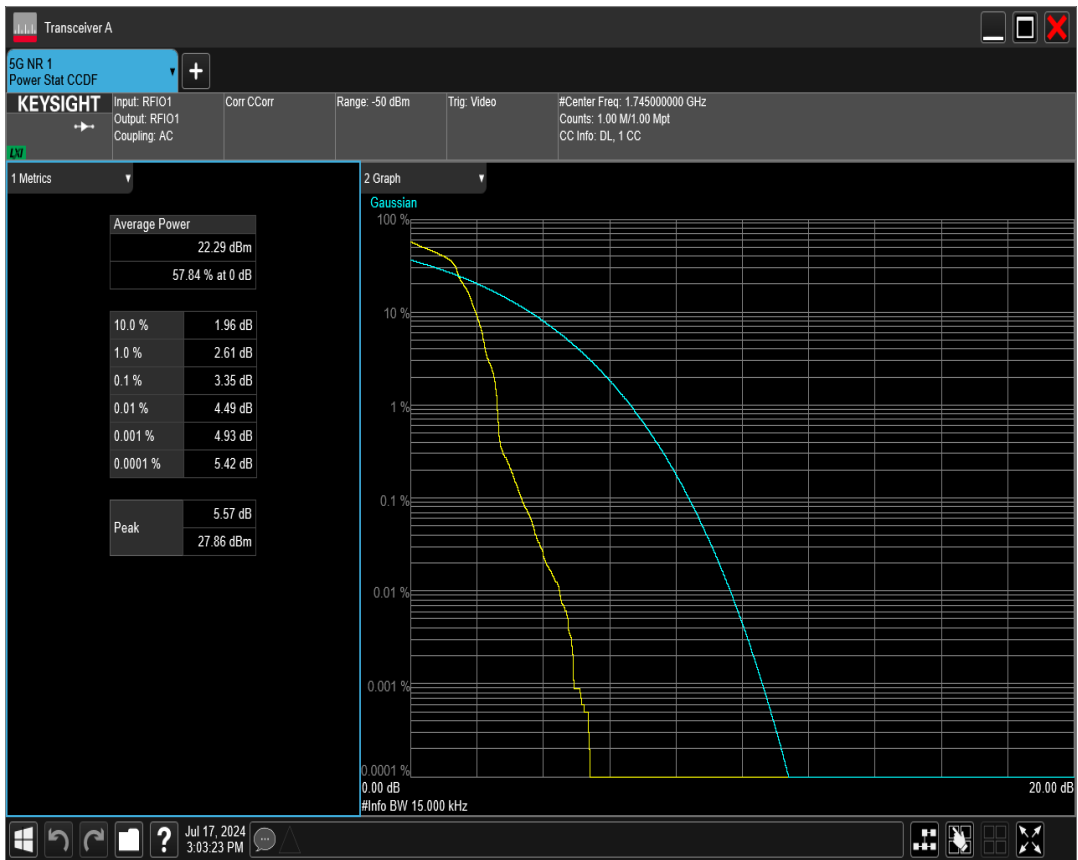 Transceiver A
5G NR 1
Power Stat CCDF
+
KEYSIGHT
LXI
Input: RFIO1
Output: RFIO1
Coupling: AC
Corr CCorr
Range: -50 dBm
Trig: Video
#Center Freq: 1.745000000 GHz
Counts: 1.00 M/1.00 Mpt
CC Info: DL, 1 CC
1 Metrics
Average Power
22.29 dBm
57.84 % at 0 dB
10.0 % 1.96 dB
1.0 % 2.61 dB
0.1 % 3.35 dB
0.01 % 4.49 dB
0.001 % 4.93 dB
0.0001 % 5.42 dB
Peak
5.57 dB
27.86 dBm
2 Graph
Gaussian
100 %
10 %
1 %
0.1 %
0.01 %
0.001 %
0.0001 %
0.00 dB 20.00 dB
#Info BW 15.000 kHz
?
Jul 17, 2024
3:03:23 PM